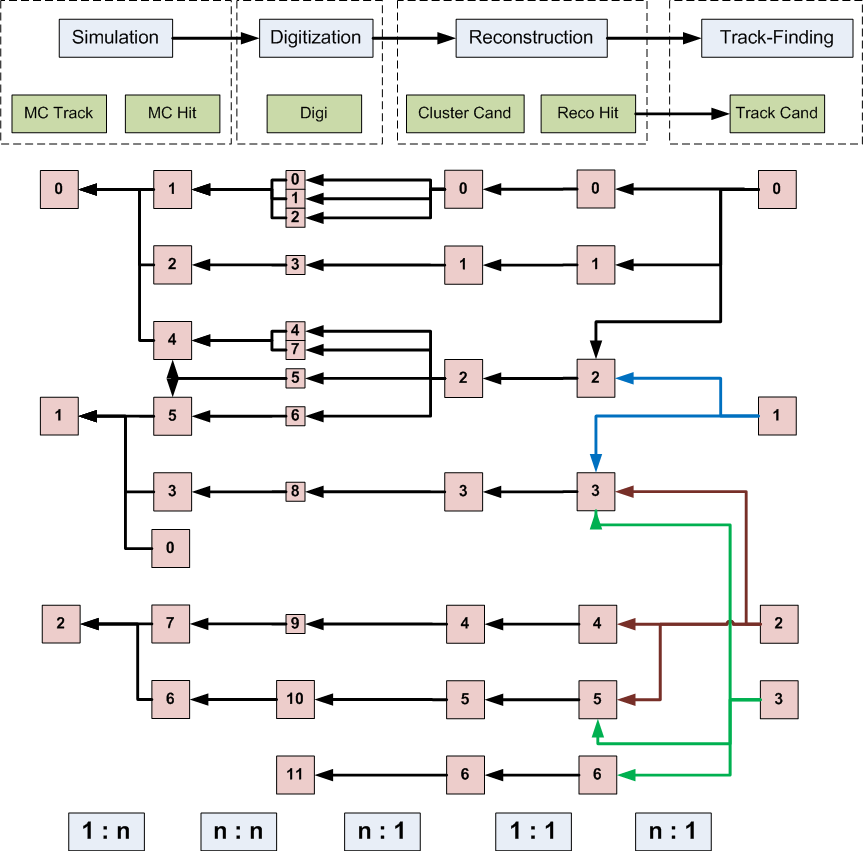 Simulation Digitization Reconstruction Track-Finding
MC Track MC Hit Digi Cluster Cand Reco Hit Track Cand
0
0 1 1 0 0 0
2
2 3 1 1
4
4 7
5 2 2
1 5 6 1
3 8 3 3
0
2 7 9 4 4 2
6 10 5 5 3
11 6 6
1 : n n : n n : 1 1 : 1 n : 1